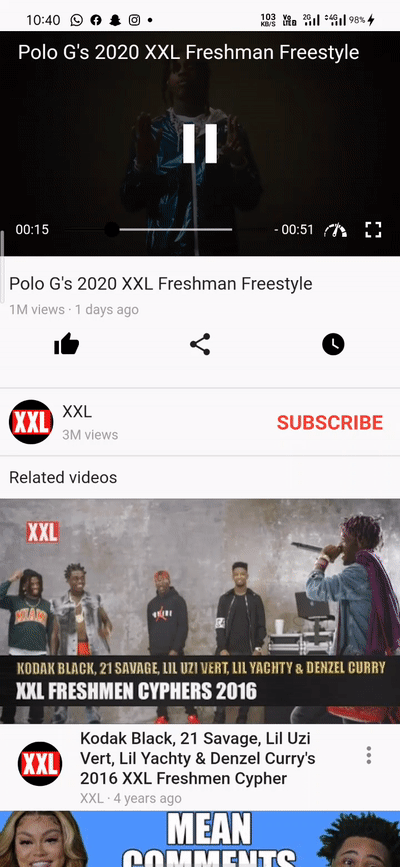 10:40
103
KB/S
Vo
LTE
2G
4G
98%
Polo G's 2020 XXL Freshman Freestyle
00:15
- 00:51
Polo G's 2020 XXL Freshman Freestyle
1M views · 1 days ago
XXL
XXL
3M views
SUBSCRIBE
Related videos
XXL
MIAMI
KODAK BLACK, 21 SAVAGE, LIL UZI VERT, LIL YACHTY & DENZEL CURRY
XXL FRESHMEN CYPHERS 2016
XXL
Kodak Black, 21 Savage, Lil Uzi
Vert, Lil Yachty & Denzel Curry's
2016 XXL Freshmen Cypher
XXL · 4 years ago
MEAN
COMMENTS